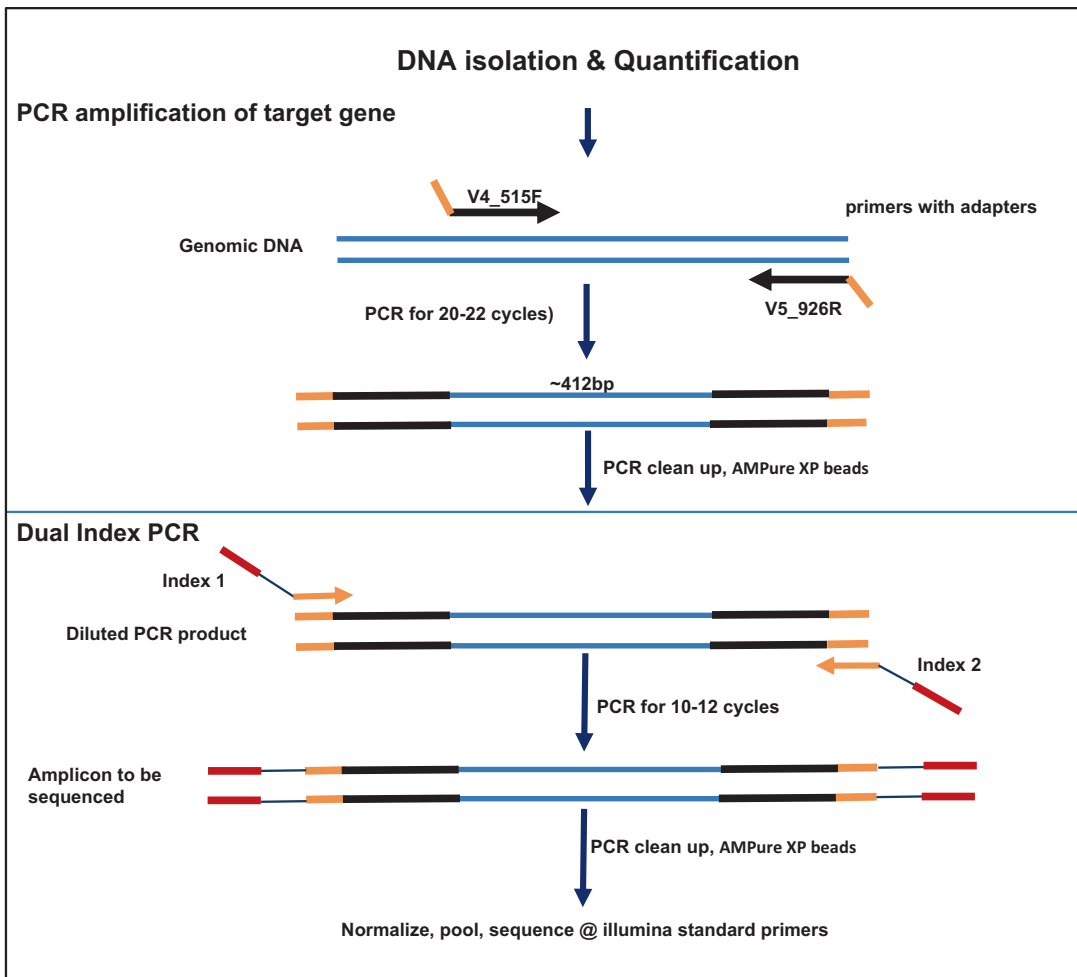 DNA isolation & Quantification
PCR amplification of target gene
V4_515F
primers with adapters
Genomic DNA
V5_926R
PCR for 20-22 cycles)
~412bp
PCR clean up, AMPure XP beads
Dual Index PCR
Index 1
Diluted PCR product
Index 2
PCR for 10-12 cycles
Amplicon to be
sequenced
PCR clean up, AMPure XP beads
Normalize, pool, sequence @ illumina standard primers